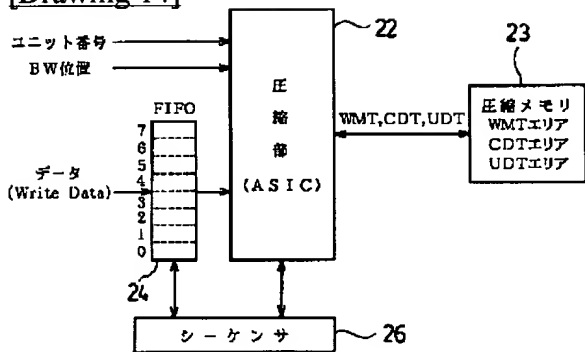 ユニット番号
BW位置
FIFO
7
6
5
4
3
2
1
0
データ
(Write Data)
24
圧縮部
(ASIC)
22
WMT,CDT,UDT
23
圧縮メモリ
WMTエリア
CDTエリア
UDTエリア
シーケンサ
26